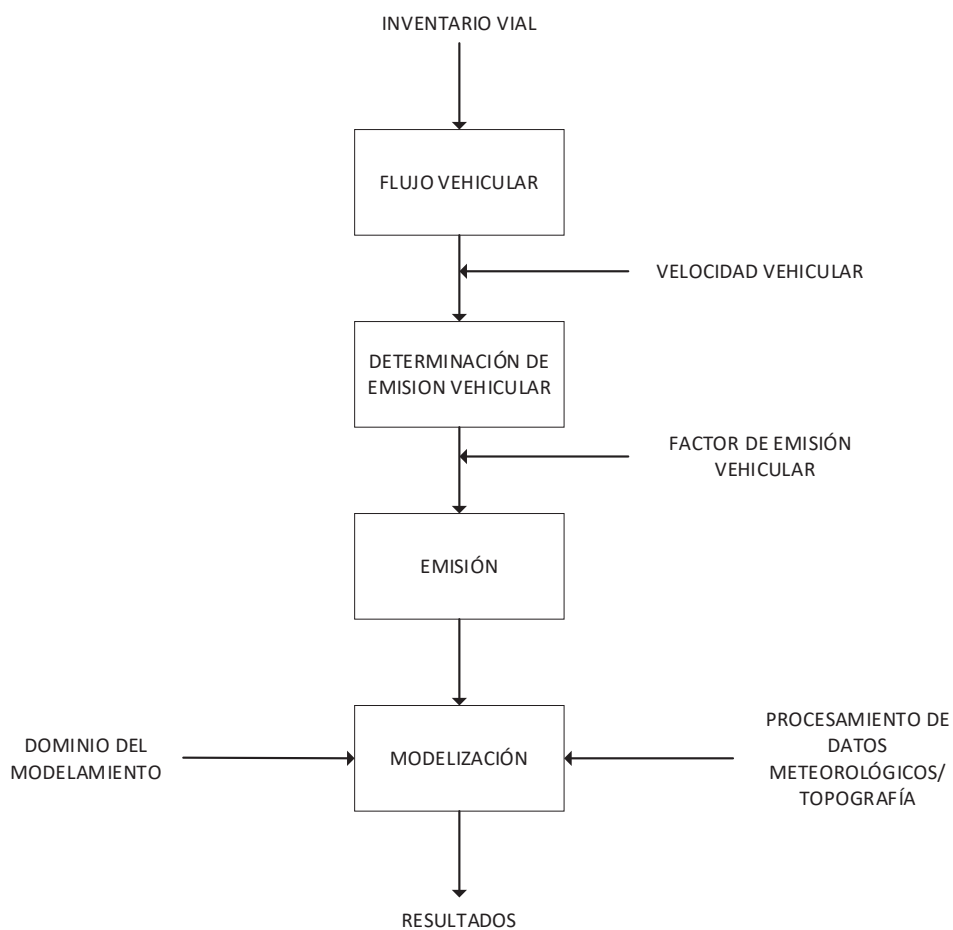 INVENTARIO VIAL
FLUJO VEHICULAR
VELOCIDAD VEHICULAR
DETERMINACIÓN DE
EMISION VEHICULAR
FACTOR DE EMISIÓN
VEHICULAR
EMISIÓN
DOMINIO DEL
MODELAMIENTO
MODELIZACIÓN
PROCESAMIENTO DE
DATOS
METEOROLÓGICOS/
TOPOGRAFÍA
RESULTADOS